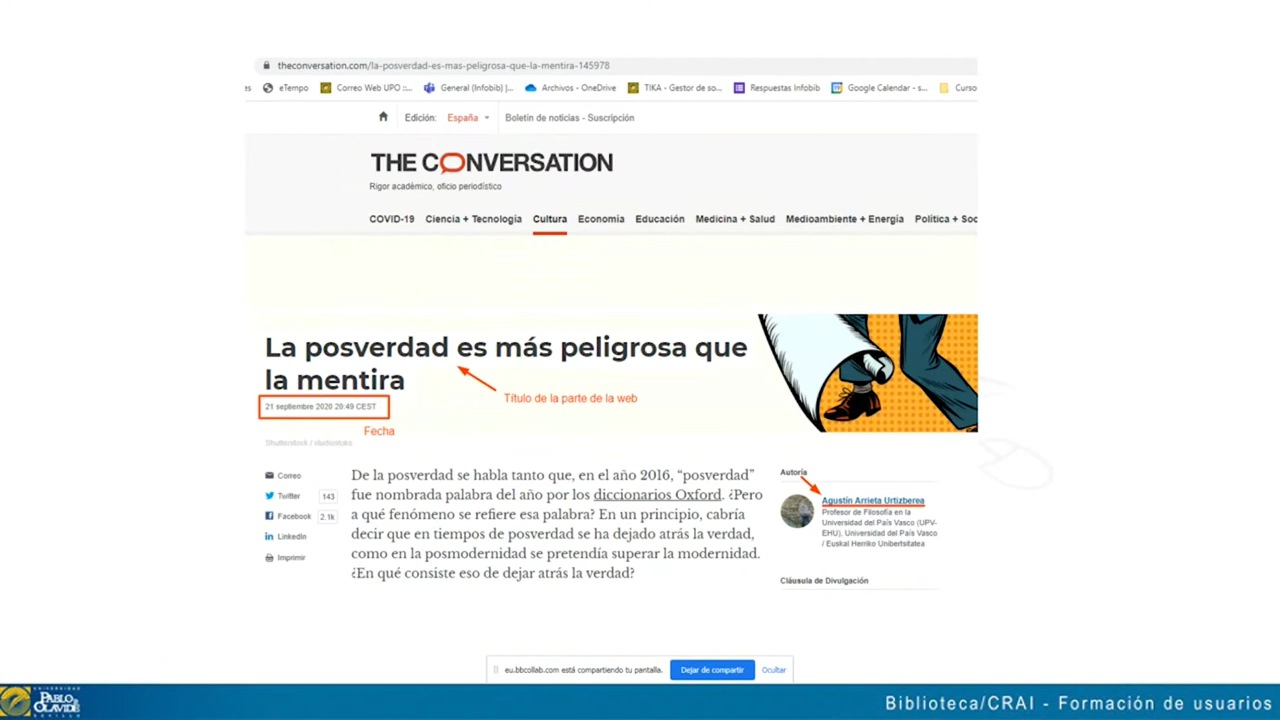 theconversation.com/la-posverdad-es-mas-peligrosa-que-la-mentira-145978
es eTempo Correo Web UPO ::... General (Infobib) |... Archivos - OneDrive TIKA - Gestor de so... Respuestas Infobib Google Calendar - s... Curso
Edición: España Boletín de noticias - Suscripción
THE CONVERSATION
Rigor académico, oficio periodístico
COVID-19 Ciencia + Tecnología Cultura Economía Educación Medicina + Salud Medioambiente + Energía Política + Soc
La posverdad es más peligrosa que
la mentira
Título de la parte de la web
21 septiembre 2020 20:49 CEST
Fecha
Shutterstock / studiostoks
Correo
Twitter 143
Facebook 2.1k
LinkedIn
Imprimir
De la posverdad se habla tanto que, en el año 2016, “posverdad”
fue nombrada palabra del año por los diccionarios Oxford. ¿Pero
a qué fenómeno se refiere esa palabra? En un principio, cabría
decir que en tiempos de posverdad se ha dejado atrás la verdad,
como en la posmodernidad se pretendía superar la modernidad.
¿En qué consiste eso de dejar atrás la verdad?
Autoría
Agustín Arrieta Urtizberea
Profesor de Filosofía en la
Universidad del País Vasco (UPV-
EHU), Universidad del País Vasco
/ Euskal Herriko Unibertsitatea
Cláusula de Divulgación
eu.bbcollab.com está compartiendo tu pantalla. Dejar de compartir Ocultar
UNIVERSIDAD
PABLO DE
OLAVIDE
SEVILLA
Biblioteca/CRAI - Formación de usuarios